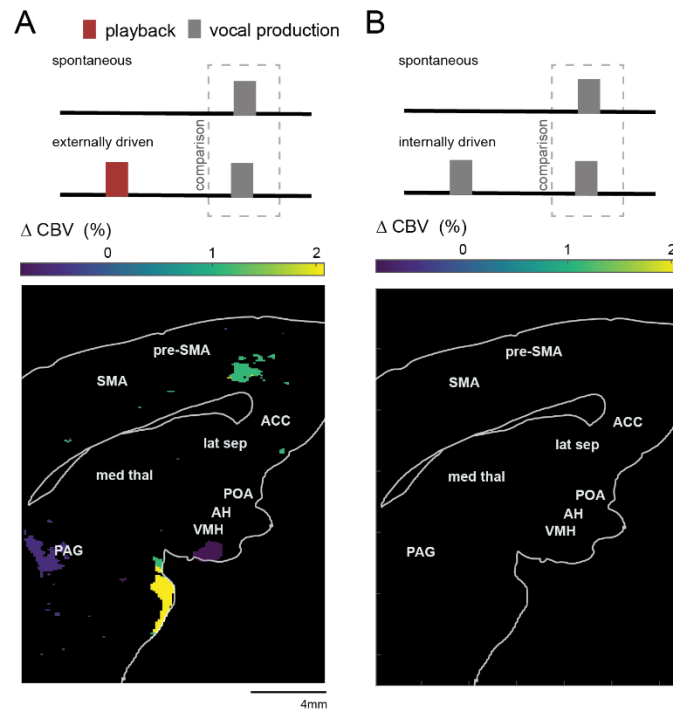 A
playback
vocal production
spontaneous
externally driven
comparison
Δ CBV (%)
0
1
2
pre-SMA
SMA
ACC
lat sep
med thal
POA
AH
VMH
PAG
4mm
B
spontaneous
internally driven
comparison
Δ CBV (%)
0
1
2
pre-SMA
SMA
ACC
lat sep
med thal
POA
AH
VMH
PAG